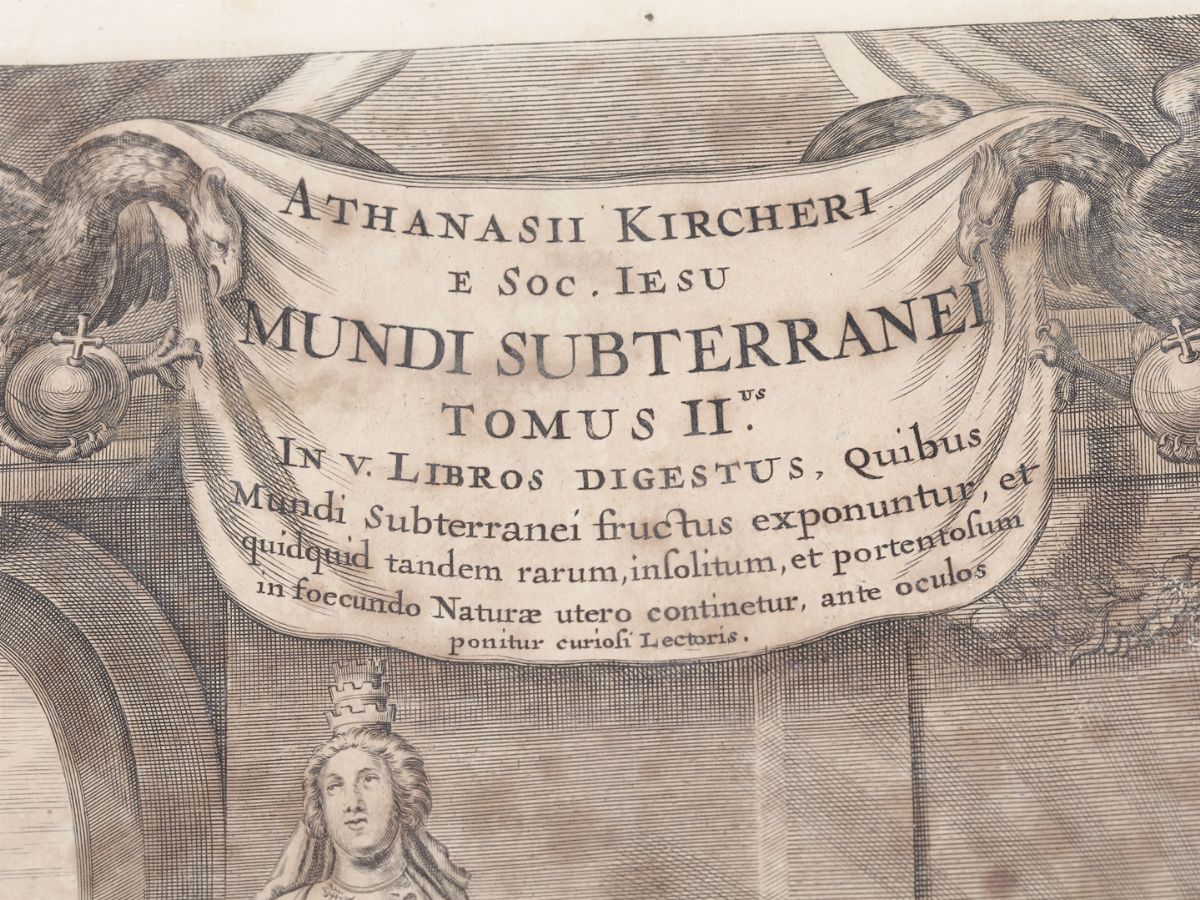 ATHANASII KIRCHERI
E SOC. IESU
MUNDI SUBTERRANEI
TOMUS II.US
IN V. LIBROS DIGESTUS, Quibus
Mundi Subterranei fructus exponuntur, et
quidquid tandem rarum, inſolitum, et portentoſum
in foecundo Naturæ utero continetur, ante oculos
ponitur curioſi Lectoris.